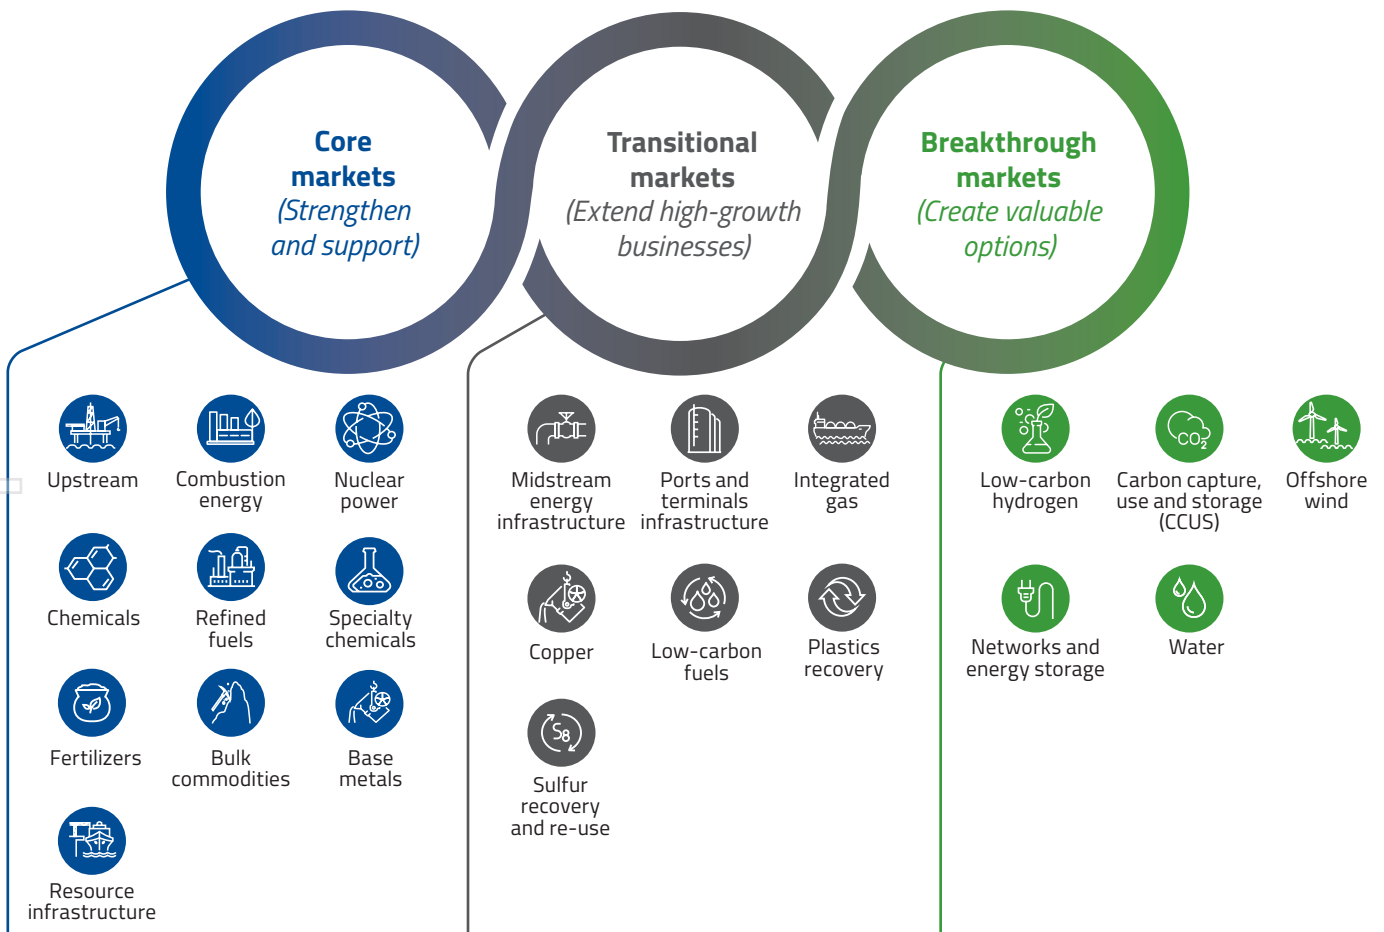 Core
markets
(Strengthen
and support)
Transitional
markets
(Extend high-growth
businesses)
Breakthrough
markets
(Create valuable
options)
Upstream
Combustion
energy
Nuclear
power
Chemicals
Refined
fuels
Specialty
chemicals
Fertilizers
Bulk
commodities
Base
metals
Resource
infrastructure
Midstream
energy
infrastructure
Ports and
terminals
infrastructure
Integrated
gas
Copper
Low-carbon
fuels
Plastics
recovery
S8
Sulfur
recovery
and re-use
Low-carbon
hydrogen
CO2
Carbon capture,
use and storage
(CCUS)
Offshore
wind
Networks and
energy storage
Water